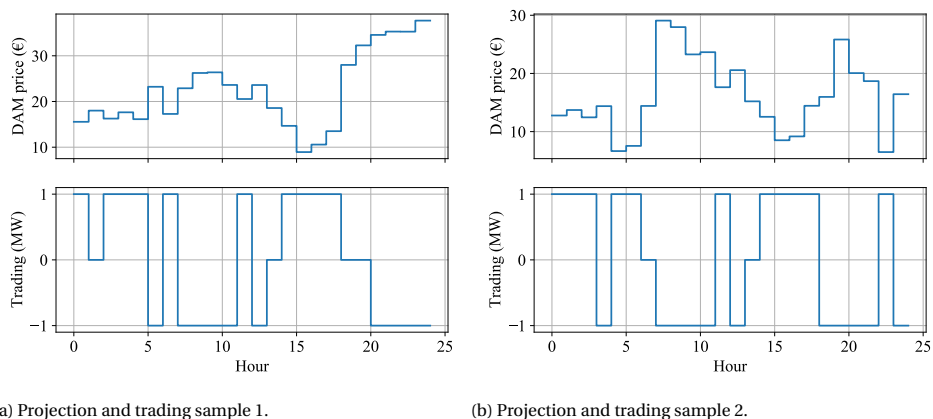 DAM price (€)
30
20
10
Trading (MW)
1
0
−1
0 5 10 15 20 25
Hour
a) Projection and trading sample 1.
DAM price (€)
30
20
10
Trading (MW)
1
0
−1
0 5 10 15 20 25
Hour
(b) Projection and trading sample 2.